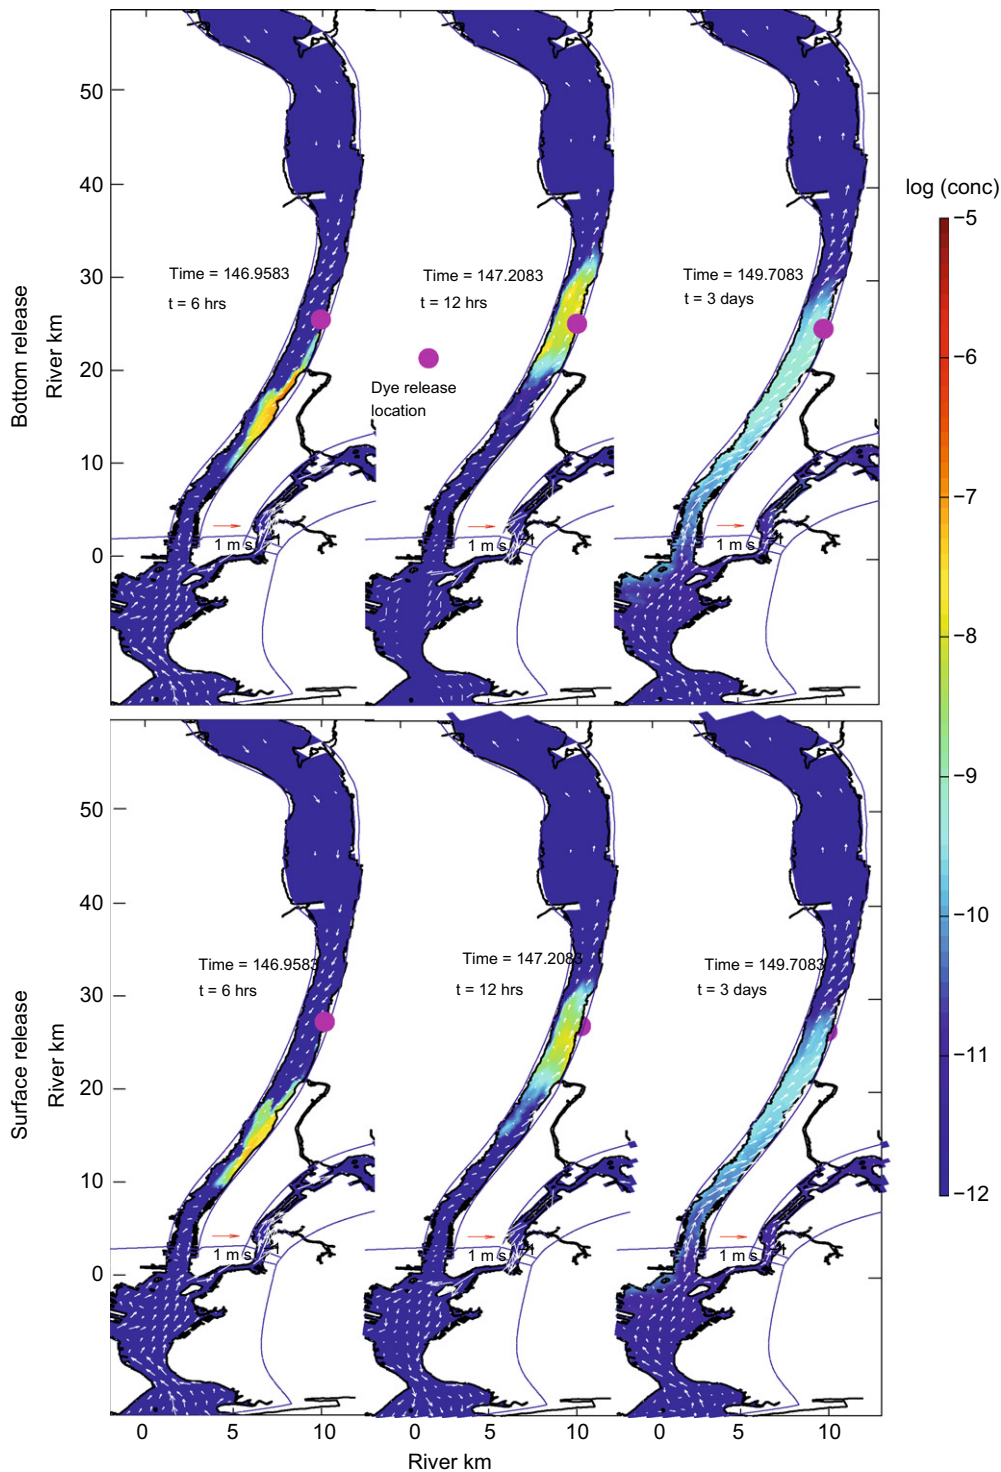 log (conc)
−5
−6
−7
−8
−9
−10
−11
−12
Bottom release
River km
50
40
30
20
10
0
Time = 146.9583
t = 6 hrs
1 m s
Time = 147.2083
t = 12 hrs
Dye release
location
1 m s
Time = 149.7083
t = 3 days
1 m s
Surface release
River km
50
40
30
20
10
0
Time = 146.9583
t = 6 hrs
1 m s
Time = 147.2083
t = 12 hrs
1 m s
Time = 149.7083
t = 3 days
1 m s
0 5 10 0 5 10 0 5 10
River km